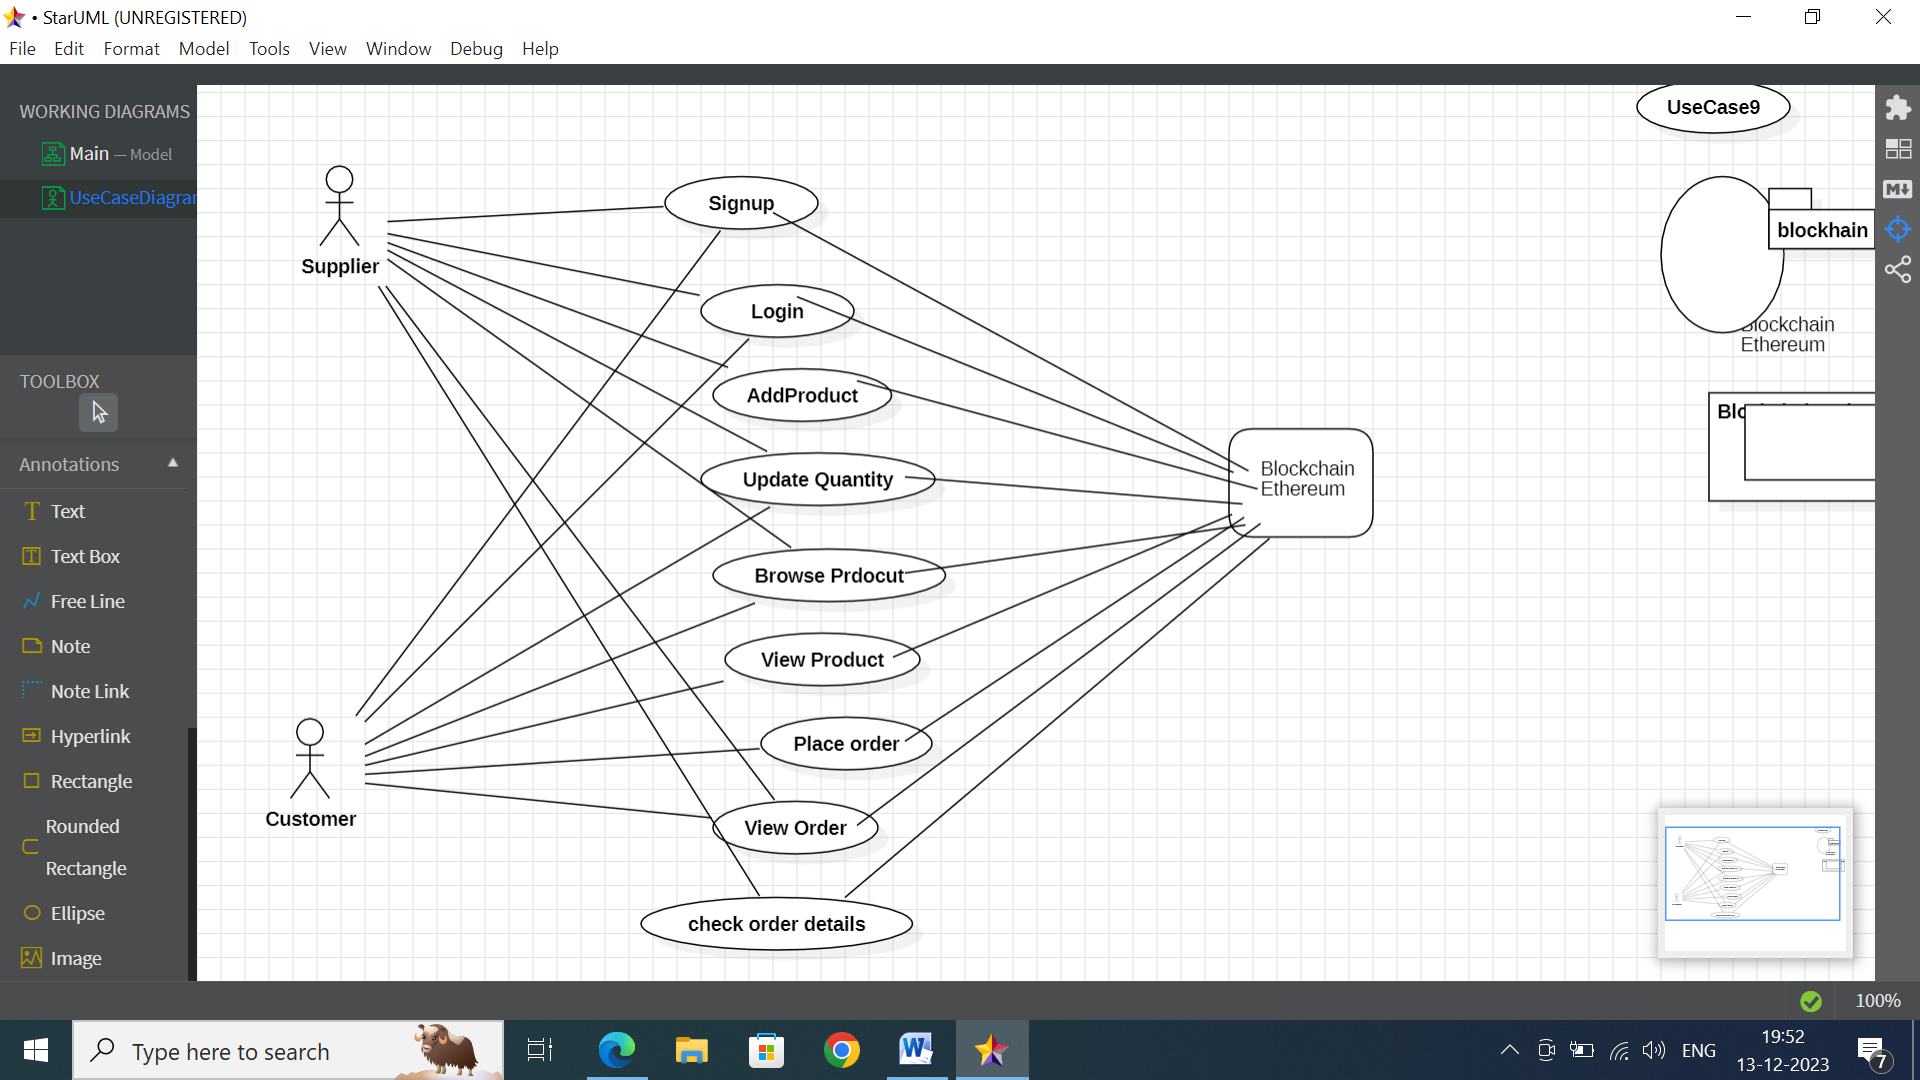 • StarUML (UNREGISTERED)
File Edit Format Model Tools View Window Debug Help
WORKING DIAGRAMS
Main — Model
UseCaseDiagram
TOOLBOX
Annotations
Text
Text Box
Free Line
Note
Note Link
Hyperlink
Rectangle
Rounded
Rectangle
Ellipse
Image
Supplier
Customer
Signup
Login
AddProduct
Update Quantity
Browse Prdocut
View Product
Place order
View Order
check order details
Blockchain
Ethereum
UseCase9
blockhain
Blockchain
Ethereum
100%
Type here to search
ENG
19:52
13-12-2023
7